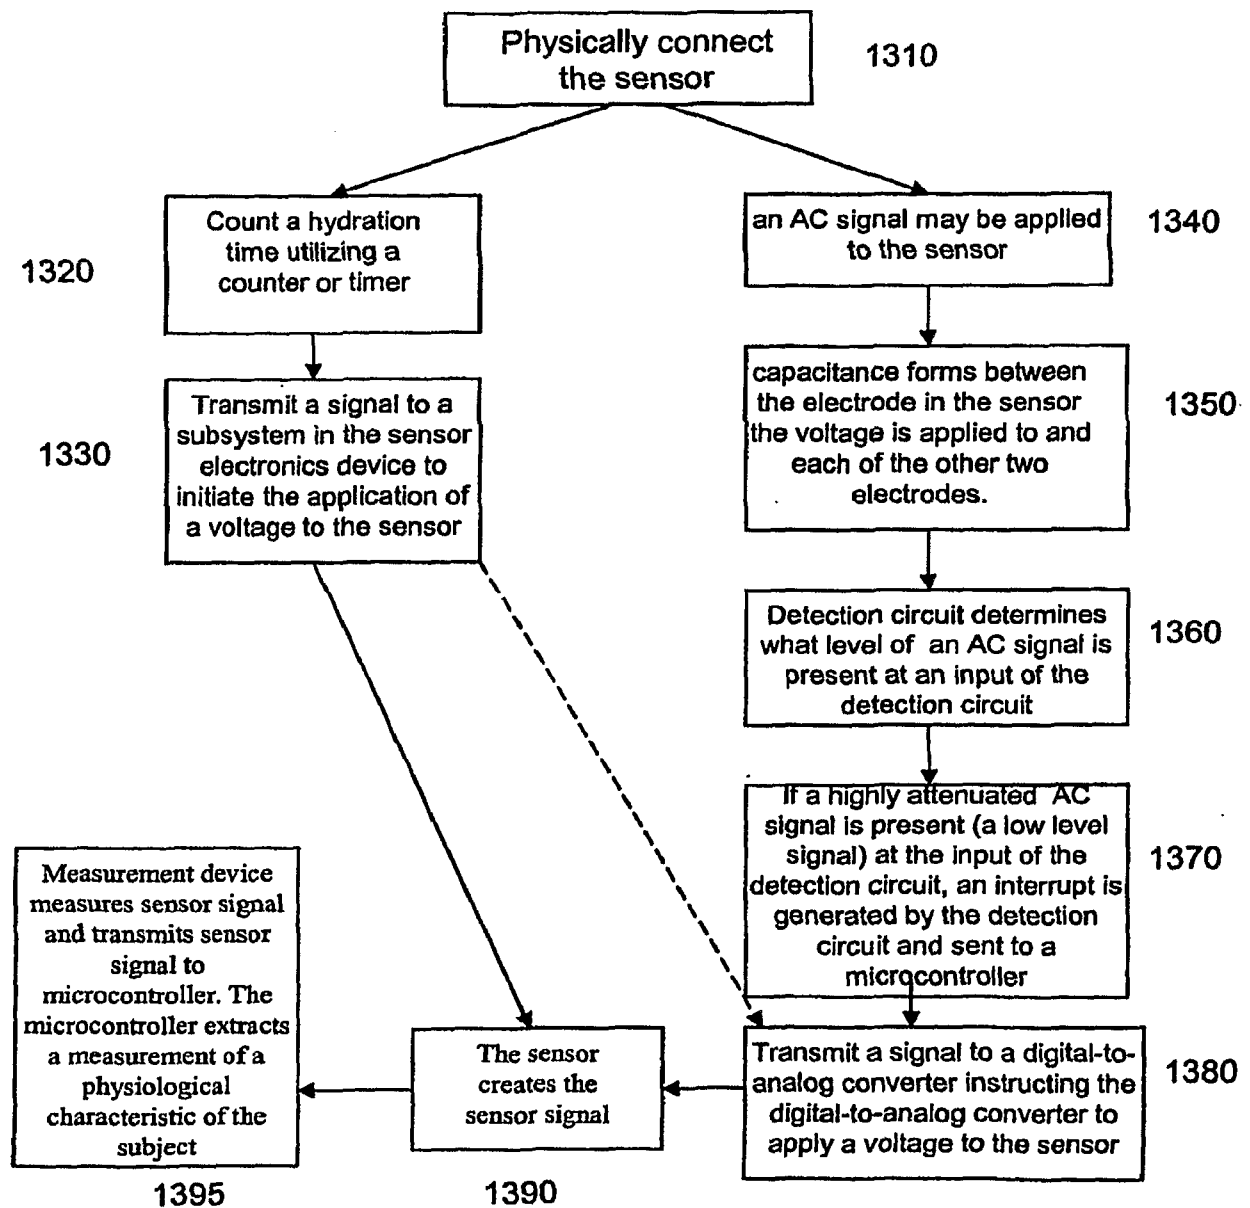 Physically connect
the sensor
1310
Count a hydration
time utilizing a
counter or timer
1320
Transmit a signal to a
subsystem in the sensor
electronics device to
initiate the application of
a voltage to the sensor
1330
an AC signal may be applied
to the sensor
1340
capacitance forms between
the electrode in the sensor
the voltage is applied to and
each of the other two
electrodes.
1350
Detection circuit determines
what level of an AC signal is
present at an input of the
detection circuit
1360
If a highly attenuated AC
signal is present (a low level
signal) at the input of the
detection circuit, an interrupt is
generated by the detection
circuit and sent to a
microcontroller
1370
Transmit a signal to a digital-to-
analog converter instructing the
digital-to-analog converter to
apply a voltage to the sensor
1380
The sensor
creates the
sensor signal
1390
Measurement device
measures sensor signal
and transmits sensor
signal to
microcontroller. The
microcontroller extracts
a measurement of a
physiological
characteristic of the
subject
1395